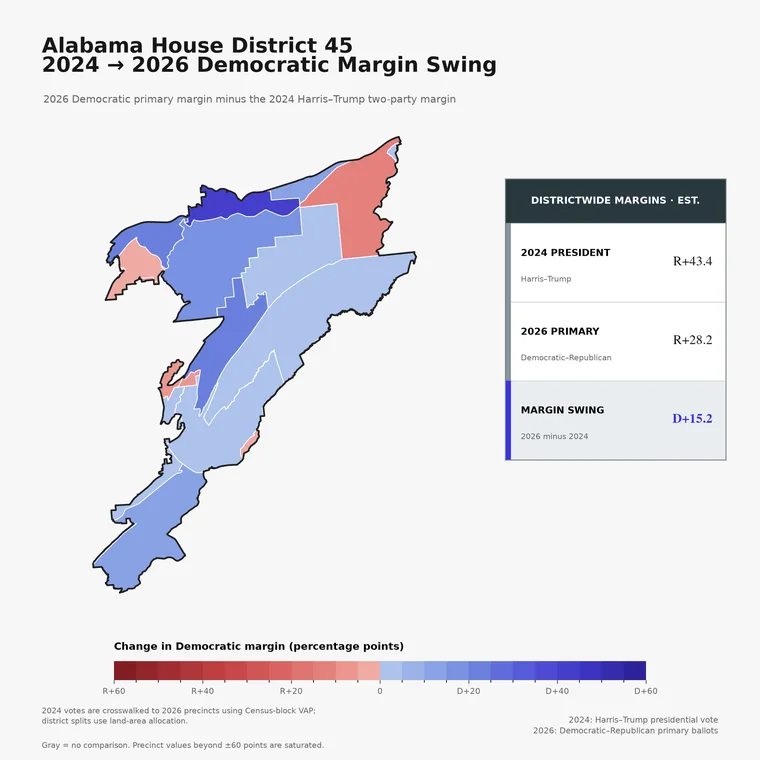 Alabama House District 45
2024 → 2026 Democratic Margin Swing
2026 Democratic primary margin minus the 2024 Harris–Trump two-party margin
DISTRICTWIDE MARGINS · EST.
2024 PRESIDENT
R+43.4
Harris–Trump
2026 PRIMARY
R+28.2
Democratic–Republican
MARGIN SWING
D+15.2
2026 minus 2024
Change in Democratic margin (percentage points)
R+60 R+40 R+20 0 D+20 D+40 D+60
2024 votes are crosswalked to 2026 precincts using Census-block VAP;
district splits use land-area allocation.
2024: Harris–Trump presidential vote
2026: Democratic–Republican primary ballots
Gray = no comparison. Precinct values beyond ±60 points are saturated.